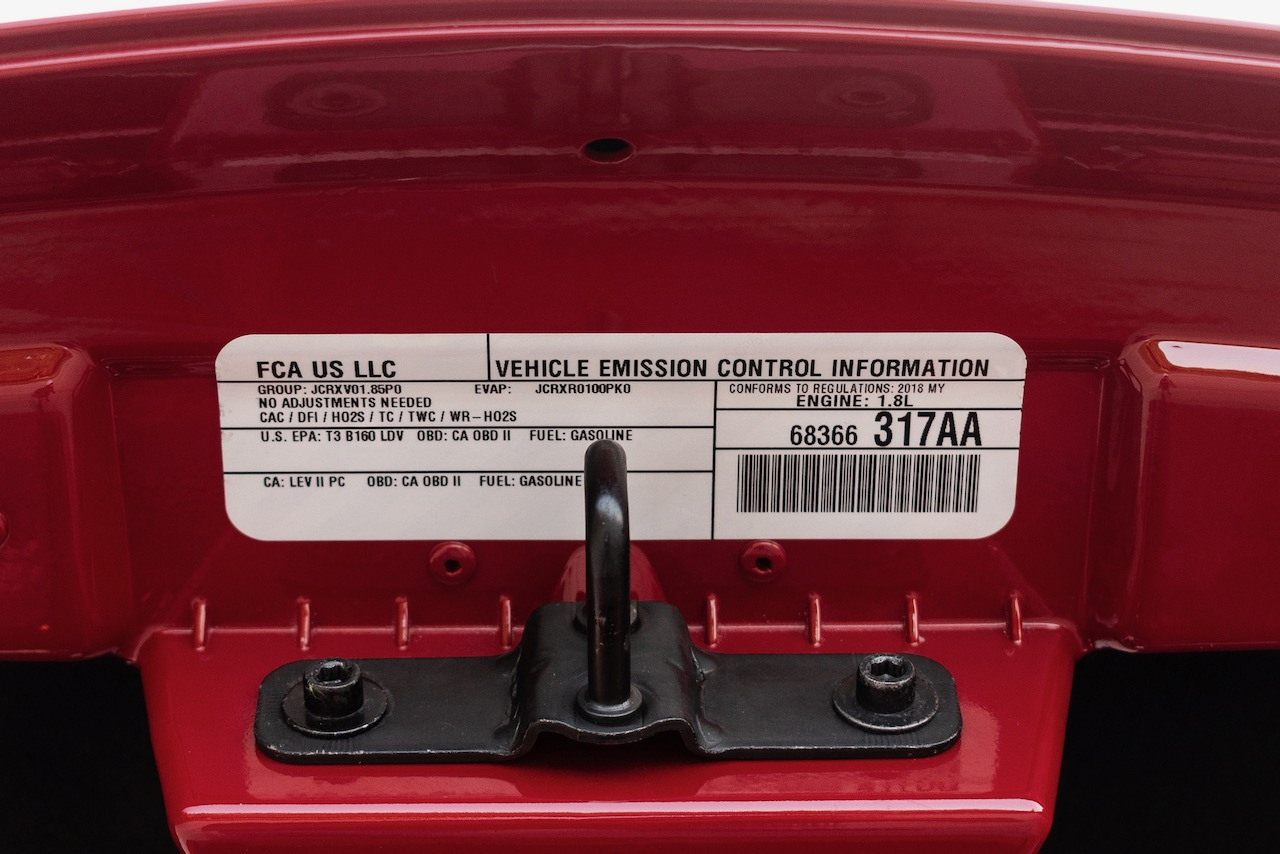 FCA US LLC
VEHICLE EMISSION CONTROL INFORMATION
GROUP: JCRXV01.85P0 EVAP: JCRXR0100PK0
NO ADJUSTMENTS NEEDED
CAC / DFI / HO2S / TC / TWC / WR-HO2S
U.S. EPA: T3 B160 LDV OBD: CA OBD II FUEL: GASOLINE
CA: LEV II PC OBD: CA OBD II FUEL: GASOLINE
CONFORMS TO REGULATIONS: 2018 MY
ENGINE: 1.8L
68366 317AA